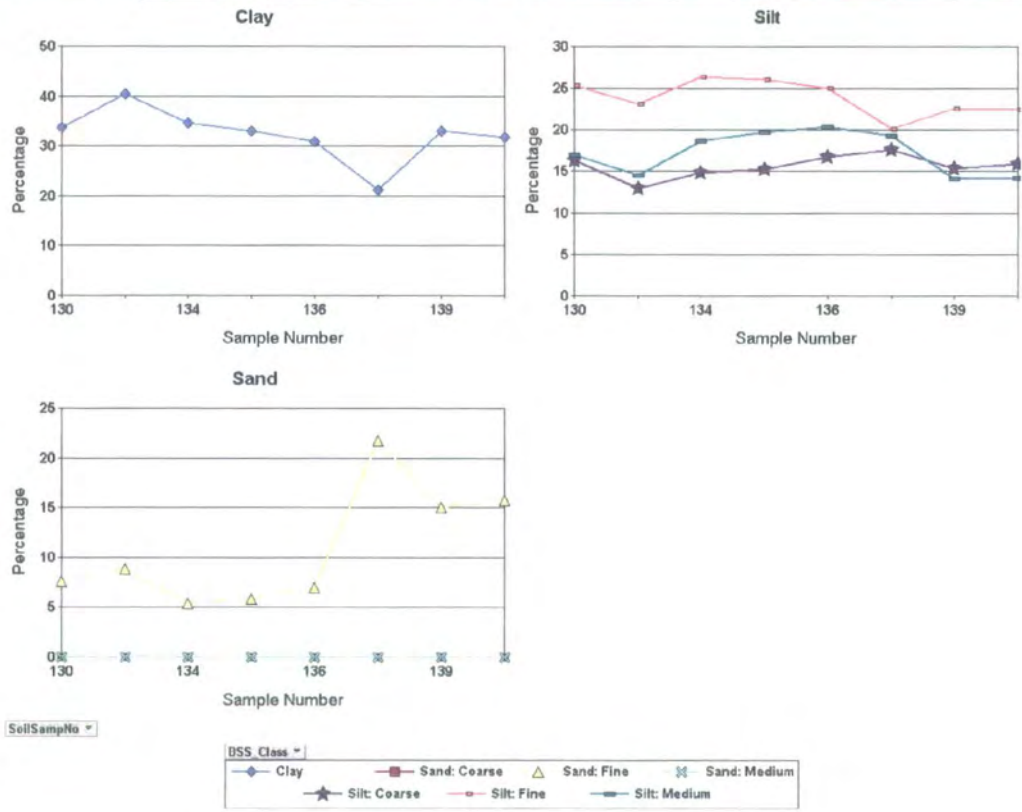 Clay
50
40
30
20
10
0
Percentage
130
134
136
139
Sample Number
Silt
30
25
20
15
10
5
0
Percentage
130
134
136
139
Sample Number
Sand
25
20
15
10
5
0
Percentage
130
134
136
139
Sample Number
SoilSampNo
BSS_Class
Clay
Sand: Coarse
Sand: Fine
Sand: Medium
Silt: Coarse
Silt: Fine
Silt: Medium